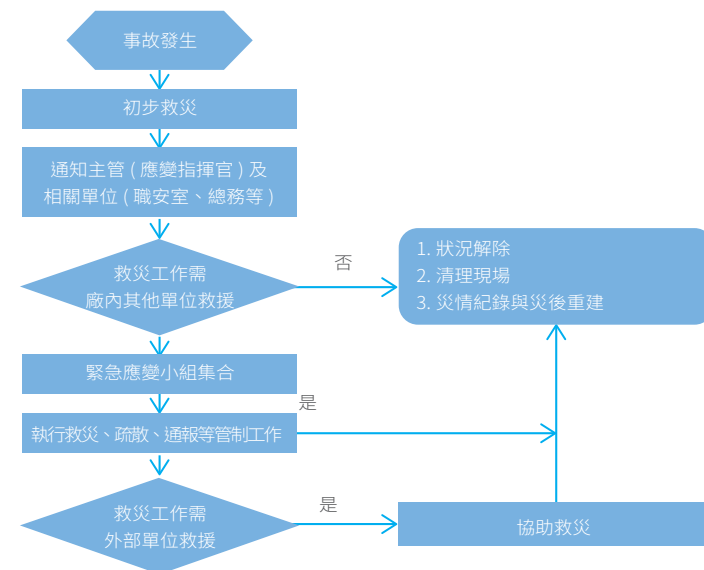 事故發生
初步救災
通知主管 ( 應變指揮官 ) 及
相關單位 ( 職安室、總務等 )
救災工作需
廠內其他單位救援
否
1. 狀況解除
2. 清理現場
3. 災情紀錄與災後重建
緊急應變小組集合
是
執行救災、疏散、通報等管制工作
救災工作需
外部單位救援
是
協助救災